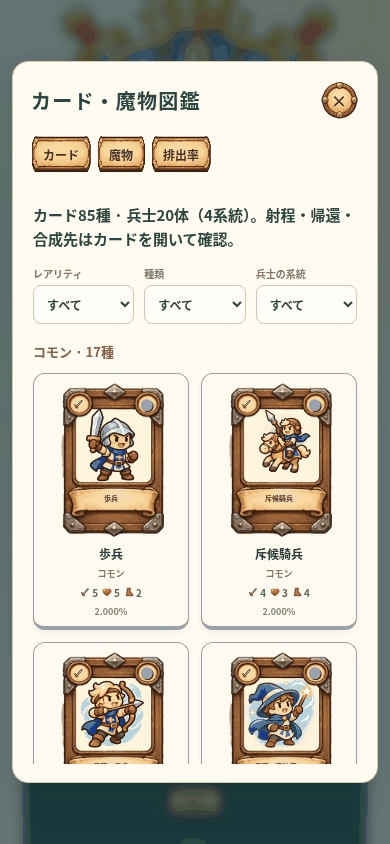 カード・魔物図鑑
カード
魔物
排出率
カード85種・兵士20体（4系統）。射程・帰還・
合成先はカードを開いて確認。
レアリティ
種類
兵士の系統
すべて
すべて
すべて
コモン・17種
歩兵
斥候騎兵
歩兵
斥候騎兵
コモン
コモン
5 5 2
4 3 4
2.000%
2.000%